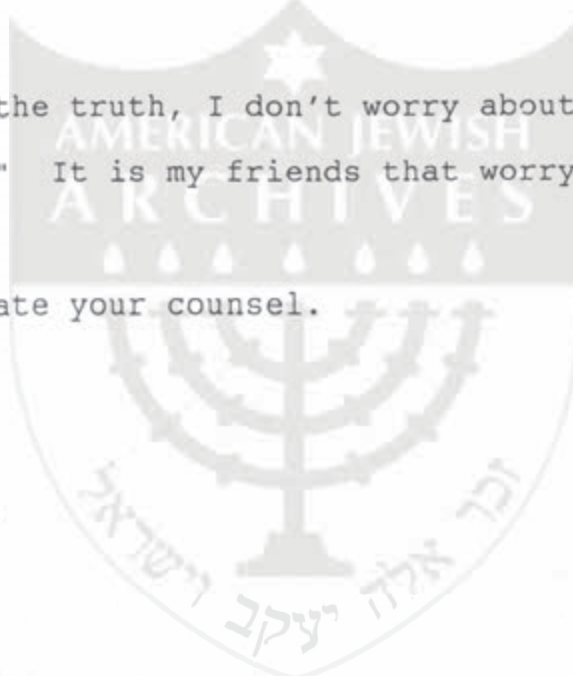 the truth, I don't worry about
AMERICAN JEWISH
" It is my friends that worry
ARCHIVES
ate your counsel.
זכר אלה יעקב וישראל